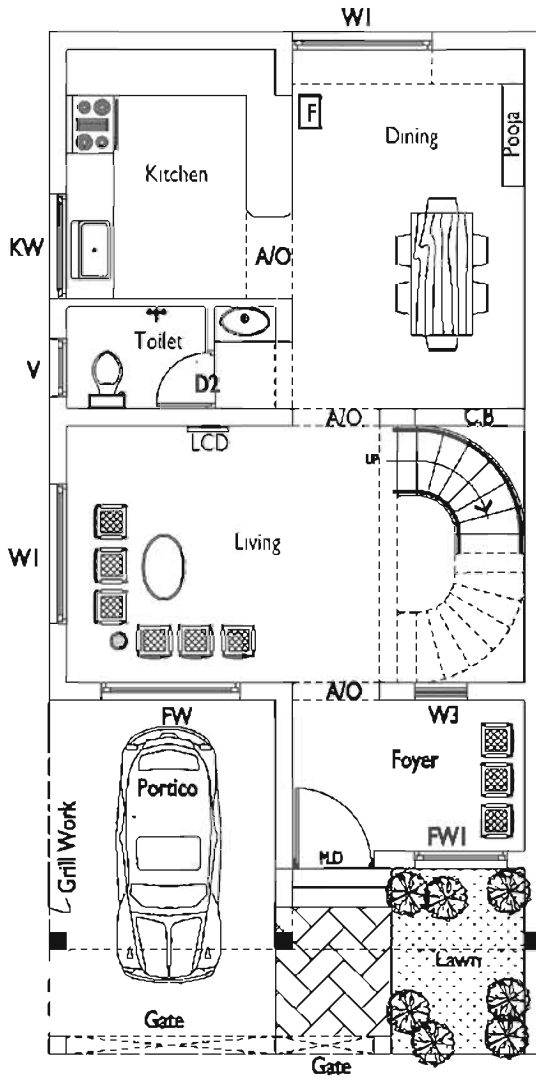 W1
F
Dining
Pooja
Kitchen
KW
A/O
Toilet
V
D2
A/O
C.B
LCD
UP
W1
Living
A/O
FW
W3
Portico
Foyer
Grill Work
M.D
FW1
Lawn
Gate
Gate